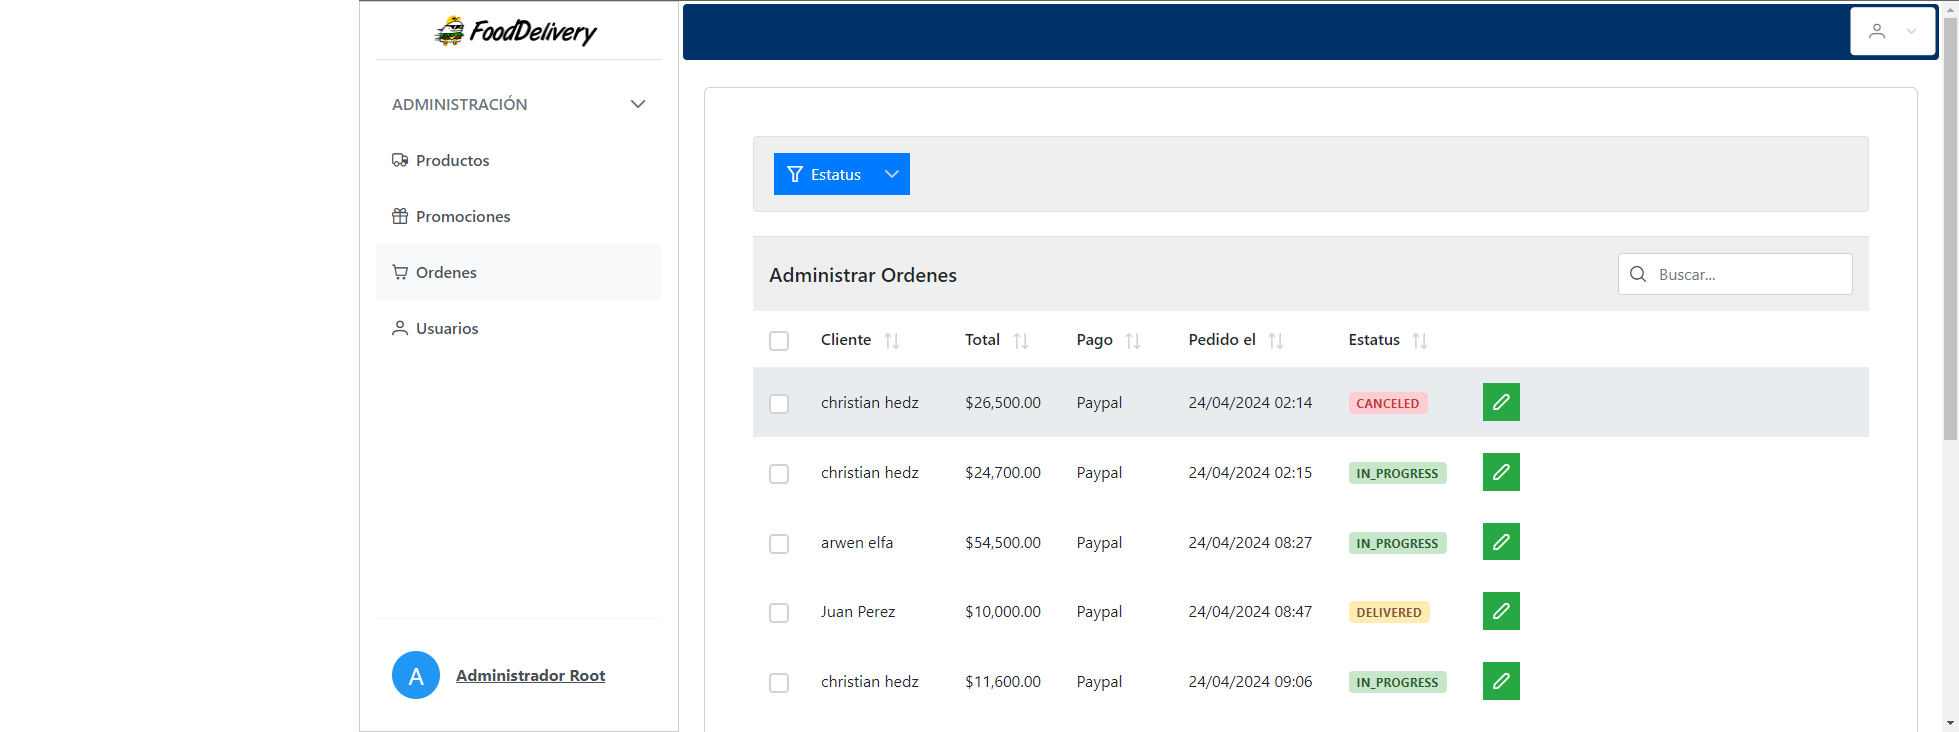 FoodDelivery
ADMINISTRACIÓN
Productos
Promociones
Ordenes
Usuarios
A Administrador Root
Estatus
Administrar Ordenes
Buscar...
Cliente Total Pago Pedido el Estatus
christian hedz $26,500.00 Paypal 24/04/2024 02:14 CANCELED
christian hedz $24,700.00 Paypal 24/04/2024 02:15 IN_PROGRESS
arwen elfa $54,500.00 Paypal 24/04/2024 08:27 IN_PROGRESS
Juan Perez $10,000.00 Paypal 24/04/2024 08:47 DELIVERED
christian hedz $11,600.00 Paypal 24/04/2024 09:06 IN_PROGRESS